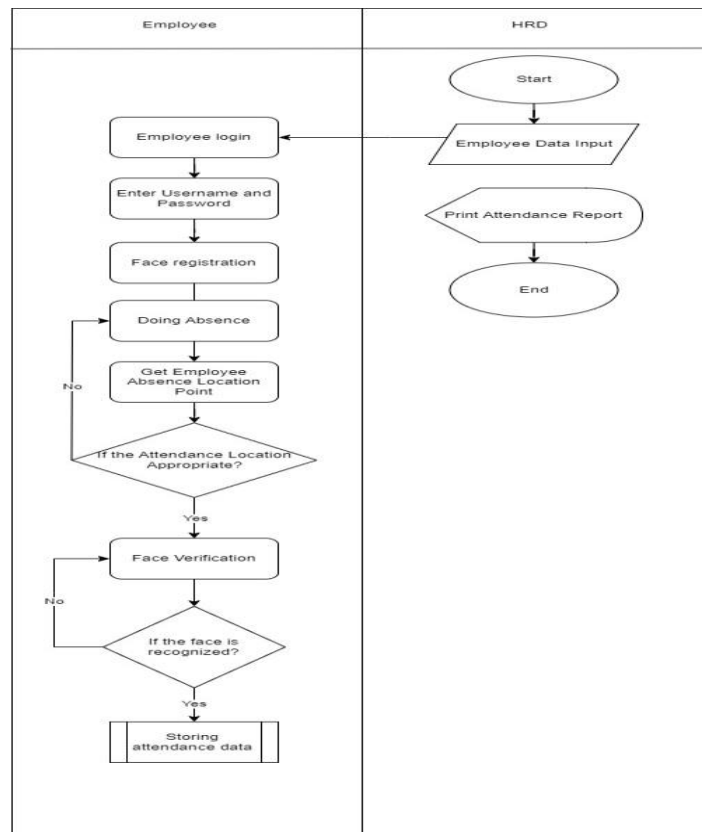 Employee
HRD
Start
Employee Data Input
Employee login
Enter Username and
Password
Print Attendance Report
Face registration
End
Doing Absence
No
Get Employee
Absence Location
Point
If the Attendance Location
Appropriate?
Yes
Face Verification
No
If the face is
recognized?
Yes
Storing
attendance data